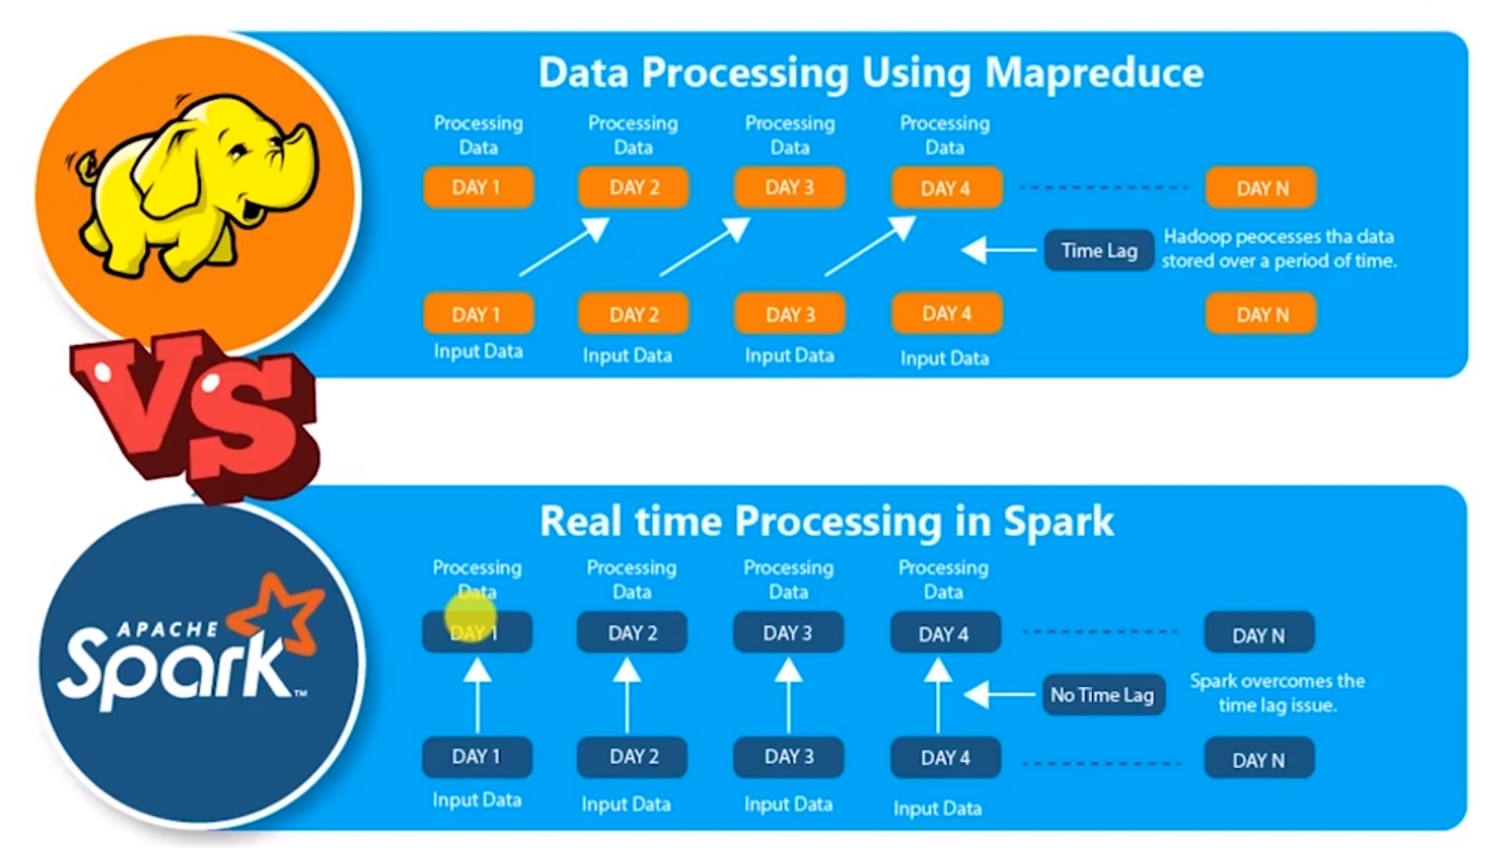 Data Processing Using Mapreduce
Processing Processing Processing Processing
Data Data Data Data
DAY 1 DAY 2 DAY 3 DAY 4 DAY N
Time Lag
Hadoop peocesses tha data
stored over a period of time.
DAY 1 DAY 2 DAY 3 DAY 4 DAY N
Input Data Input Data Input Data Input Data
VS
Real time Processing in Spark
Processing Processing Processing Processing
Data Data Data Data
DAY 1 DAY 2 DAY 3 DAY 4 DAY N
APACHE
Spark™
No Time Lag
Spark overcomes the
time lag issue.
DAY 1 DAY 2 DAY 3 DAY 4 DAY N
Input Data Input Data Input Data Input Data